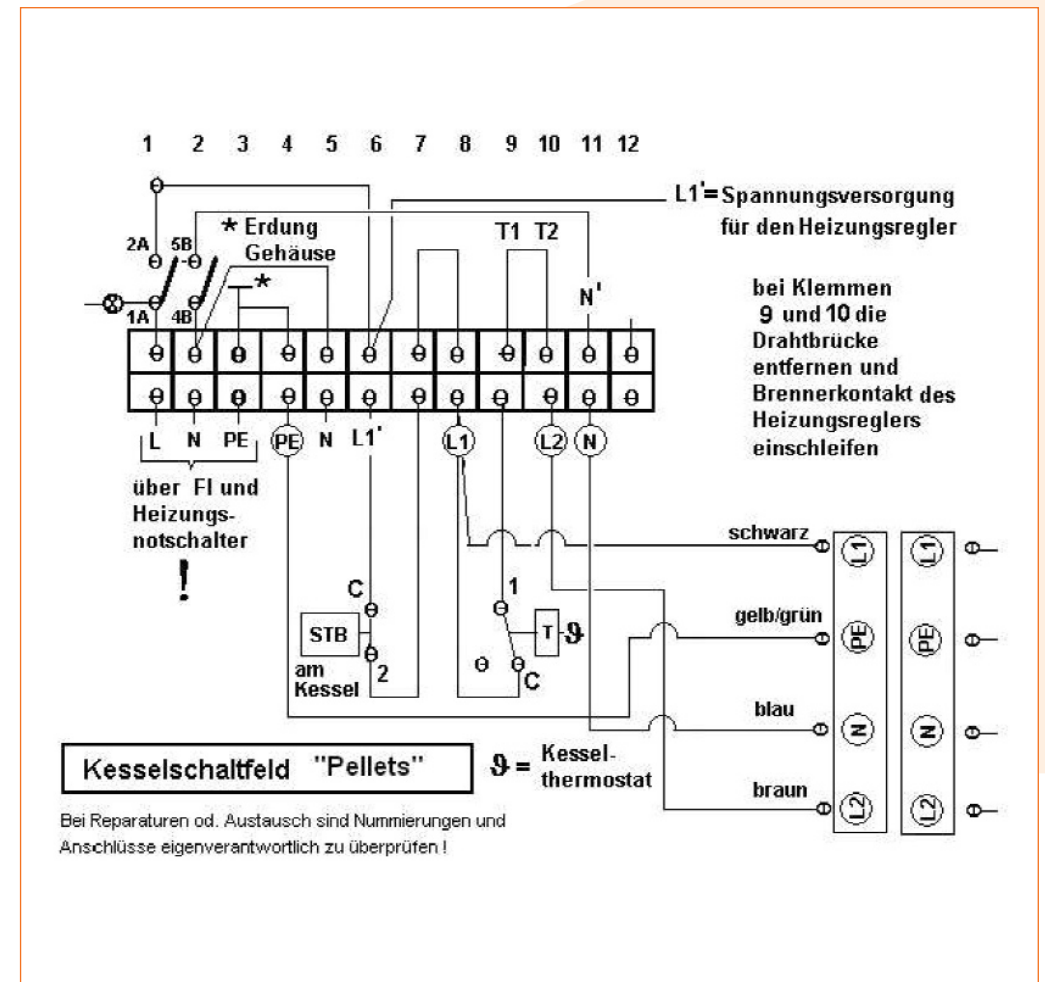 1 2 3 4 5 6 7 8 9 10 11 12
L1'= Spannungsversorgung
für den Heizungsregler
2A 5B
* Erdung
Gehäuse
*
T1 T2
N'
1A 4B
bei Klemmen
9 und 10 die
Drahtbrücke
entfernen und
Brennerkontakt des
Heizungsreglers
einschleifen
L N PE PE N L1' L1 L2 N
über FI und
Heizungs-
notschalter
!
C
STB
am
Kessel
2
1
T ϑ
C
schwarz L1 L1
gelb/grün PE PE
blau N N
braun L2 L2
Kesselschaltfeld "Pellets"
ϑ = Kessel-
thermostat
Bei Reparaturen od. Austausch sind Nummierungen und
Anschlüsse eigenverantwortlich zu überprüfen !